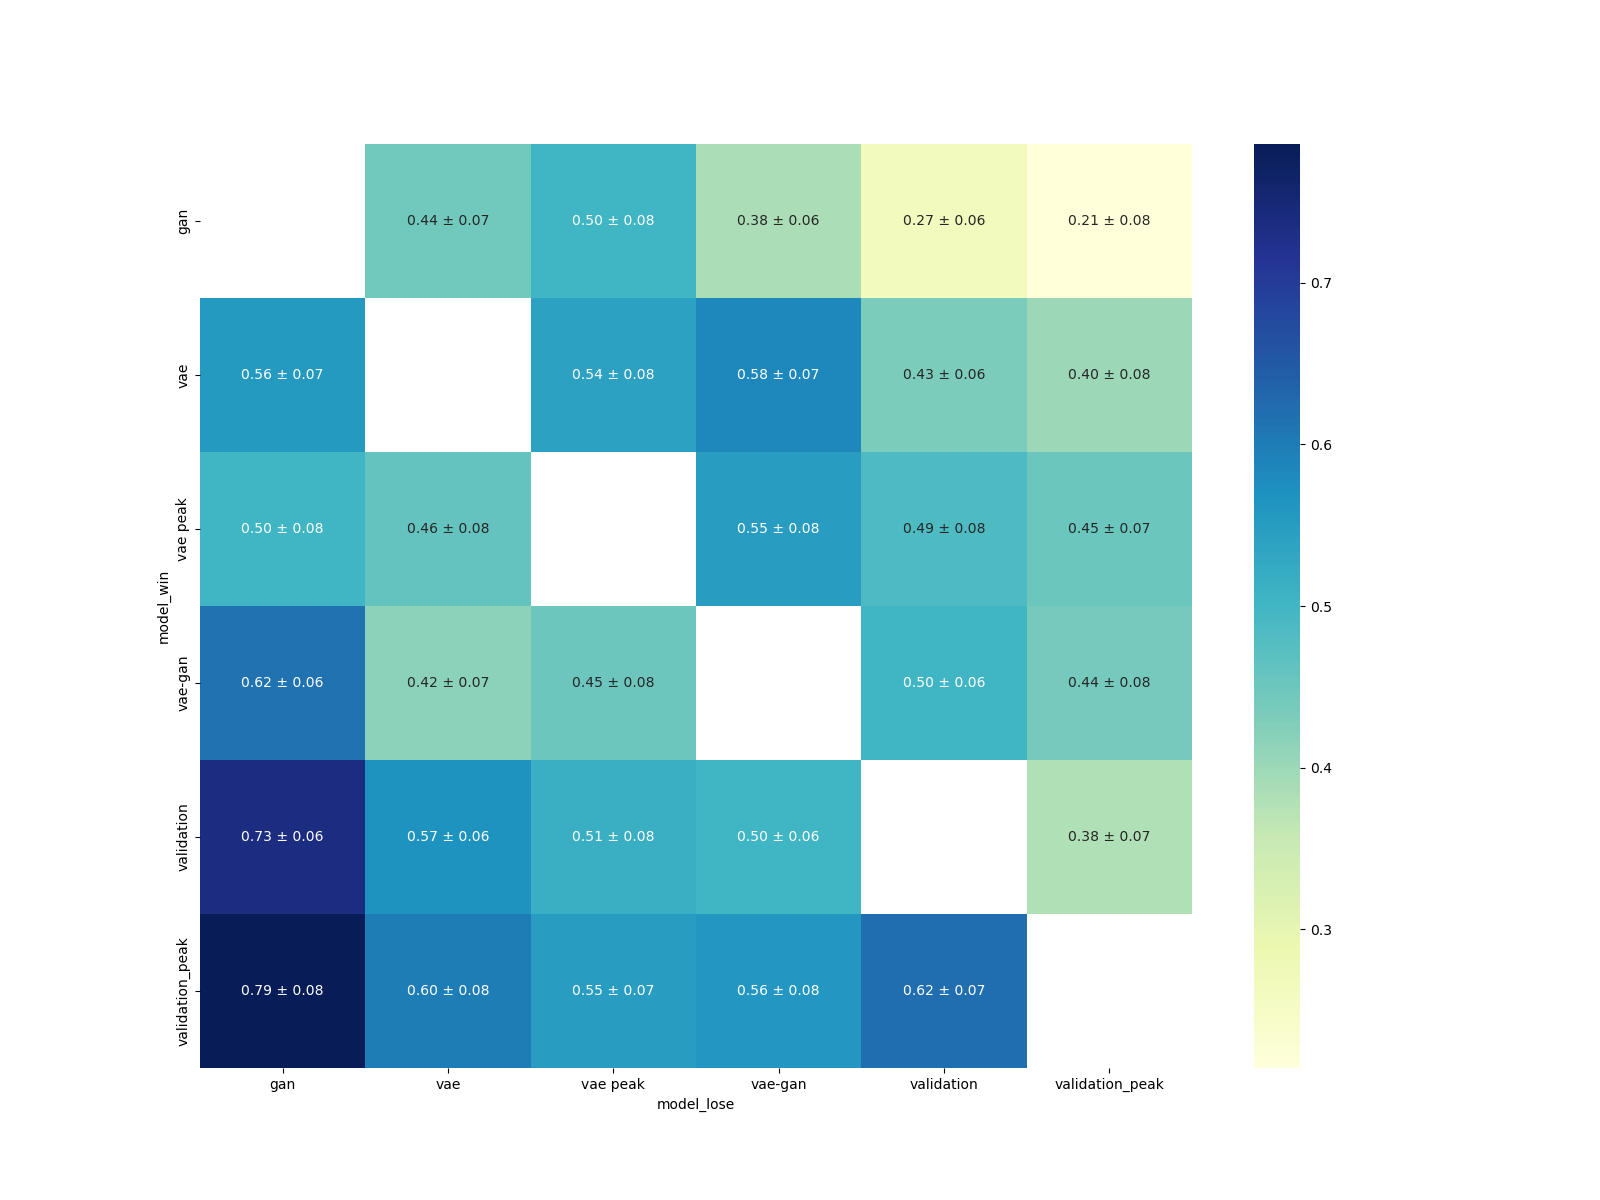 gan 0.44 ± 0.07 0.50 ± 0.08 0.38 ± 0.06 0.27 ± 0.06 0.21 ± 0.08
vae 0.56 ± 0.07 0.54 ± 0.08 0.58 ± 0.07 0.43 ± 0.06 0.40 ± 0.08
vae peak 0.50 ± 0.08 0.46 ± 0.08 0.55 ± 0.08 0.49 ± 0.08 0.45 ± 0.07
model_win
vae-gan 0.62 ± 0.06 0.42 ± 0.07 0.45 ± 0.08 0.50 ± 0.06 0.44 ± 0.08
validation 0.73 ± 0.06 0.57 ± 0.06 0.51 ± 0.08 0.50 ± 0.06 0.38 ± 0.07
validation_peak 0.79 ± 0.08 0.60 ± 0.08 0.55 ± 0.07 0.56 ± 0.08 0.62 ± 0.07
gan vae vae peak vae-gan validation validation_peak
model_lose
0.7
0.6
0.5
0.4
0.3